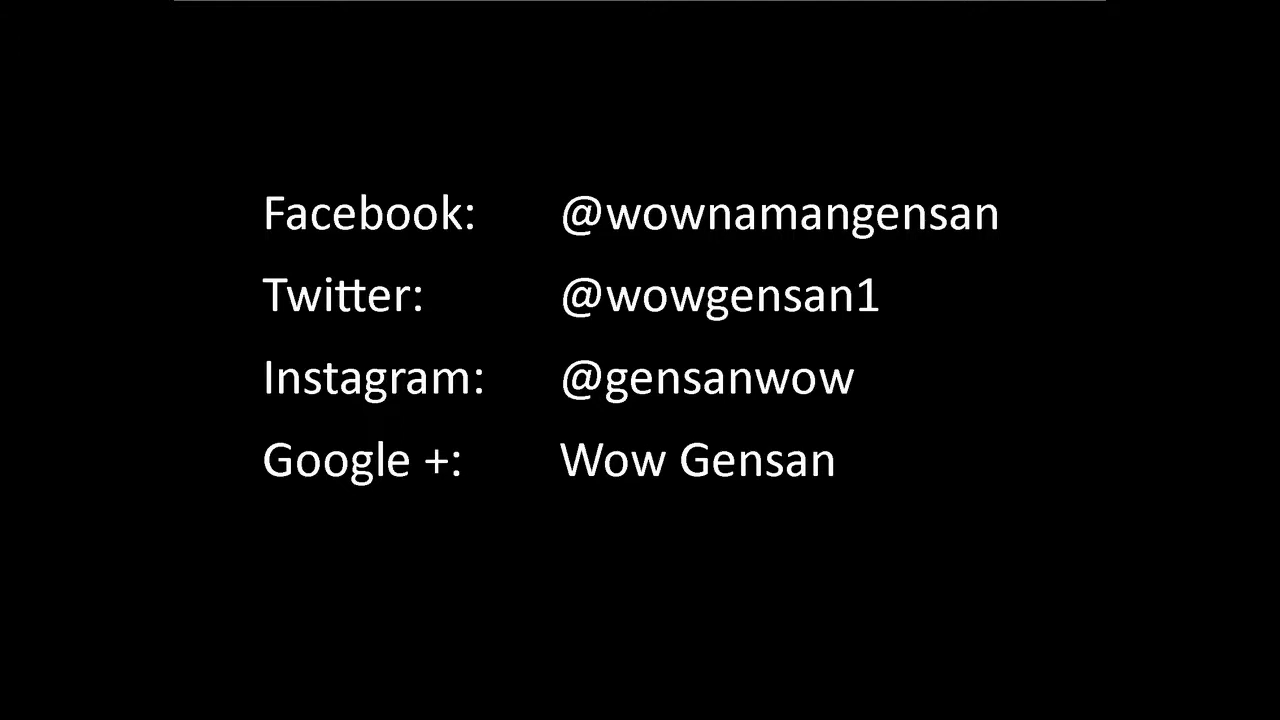 Facebook: @wownamangensan
Twitter: @wowgensan1
Instagram: @gensanwow
Google +: Wow Gensan